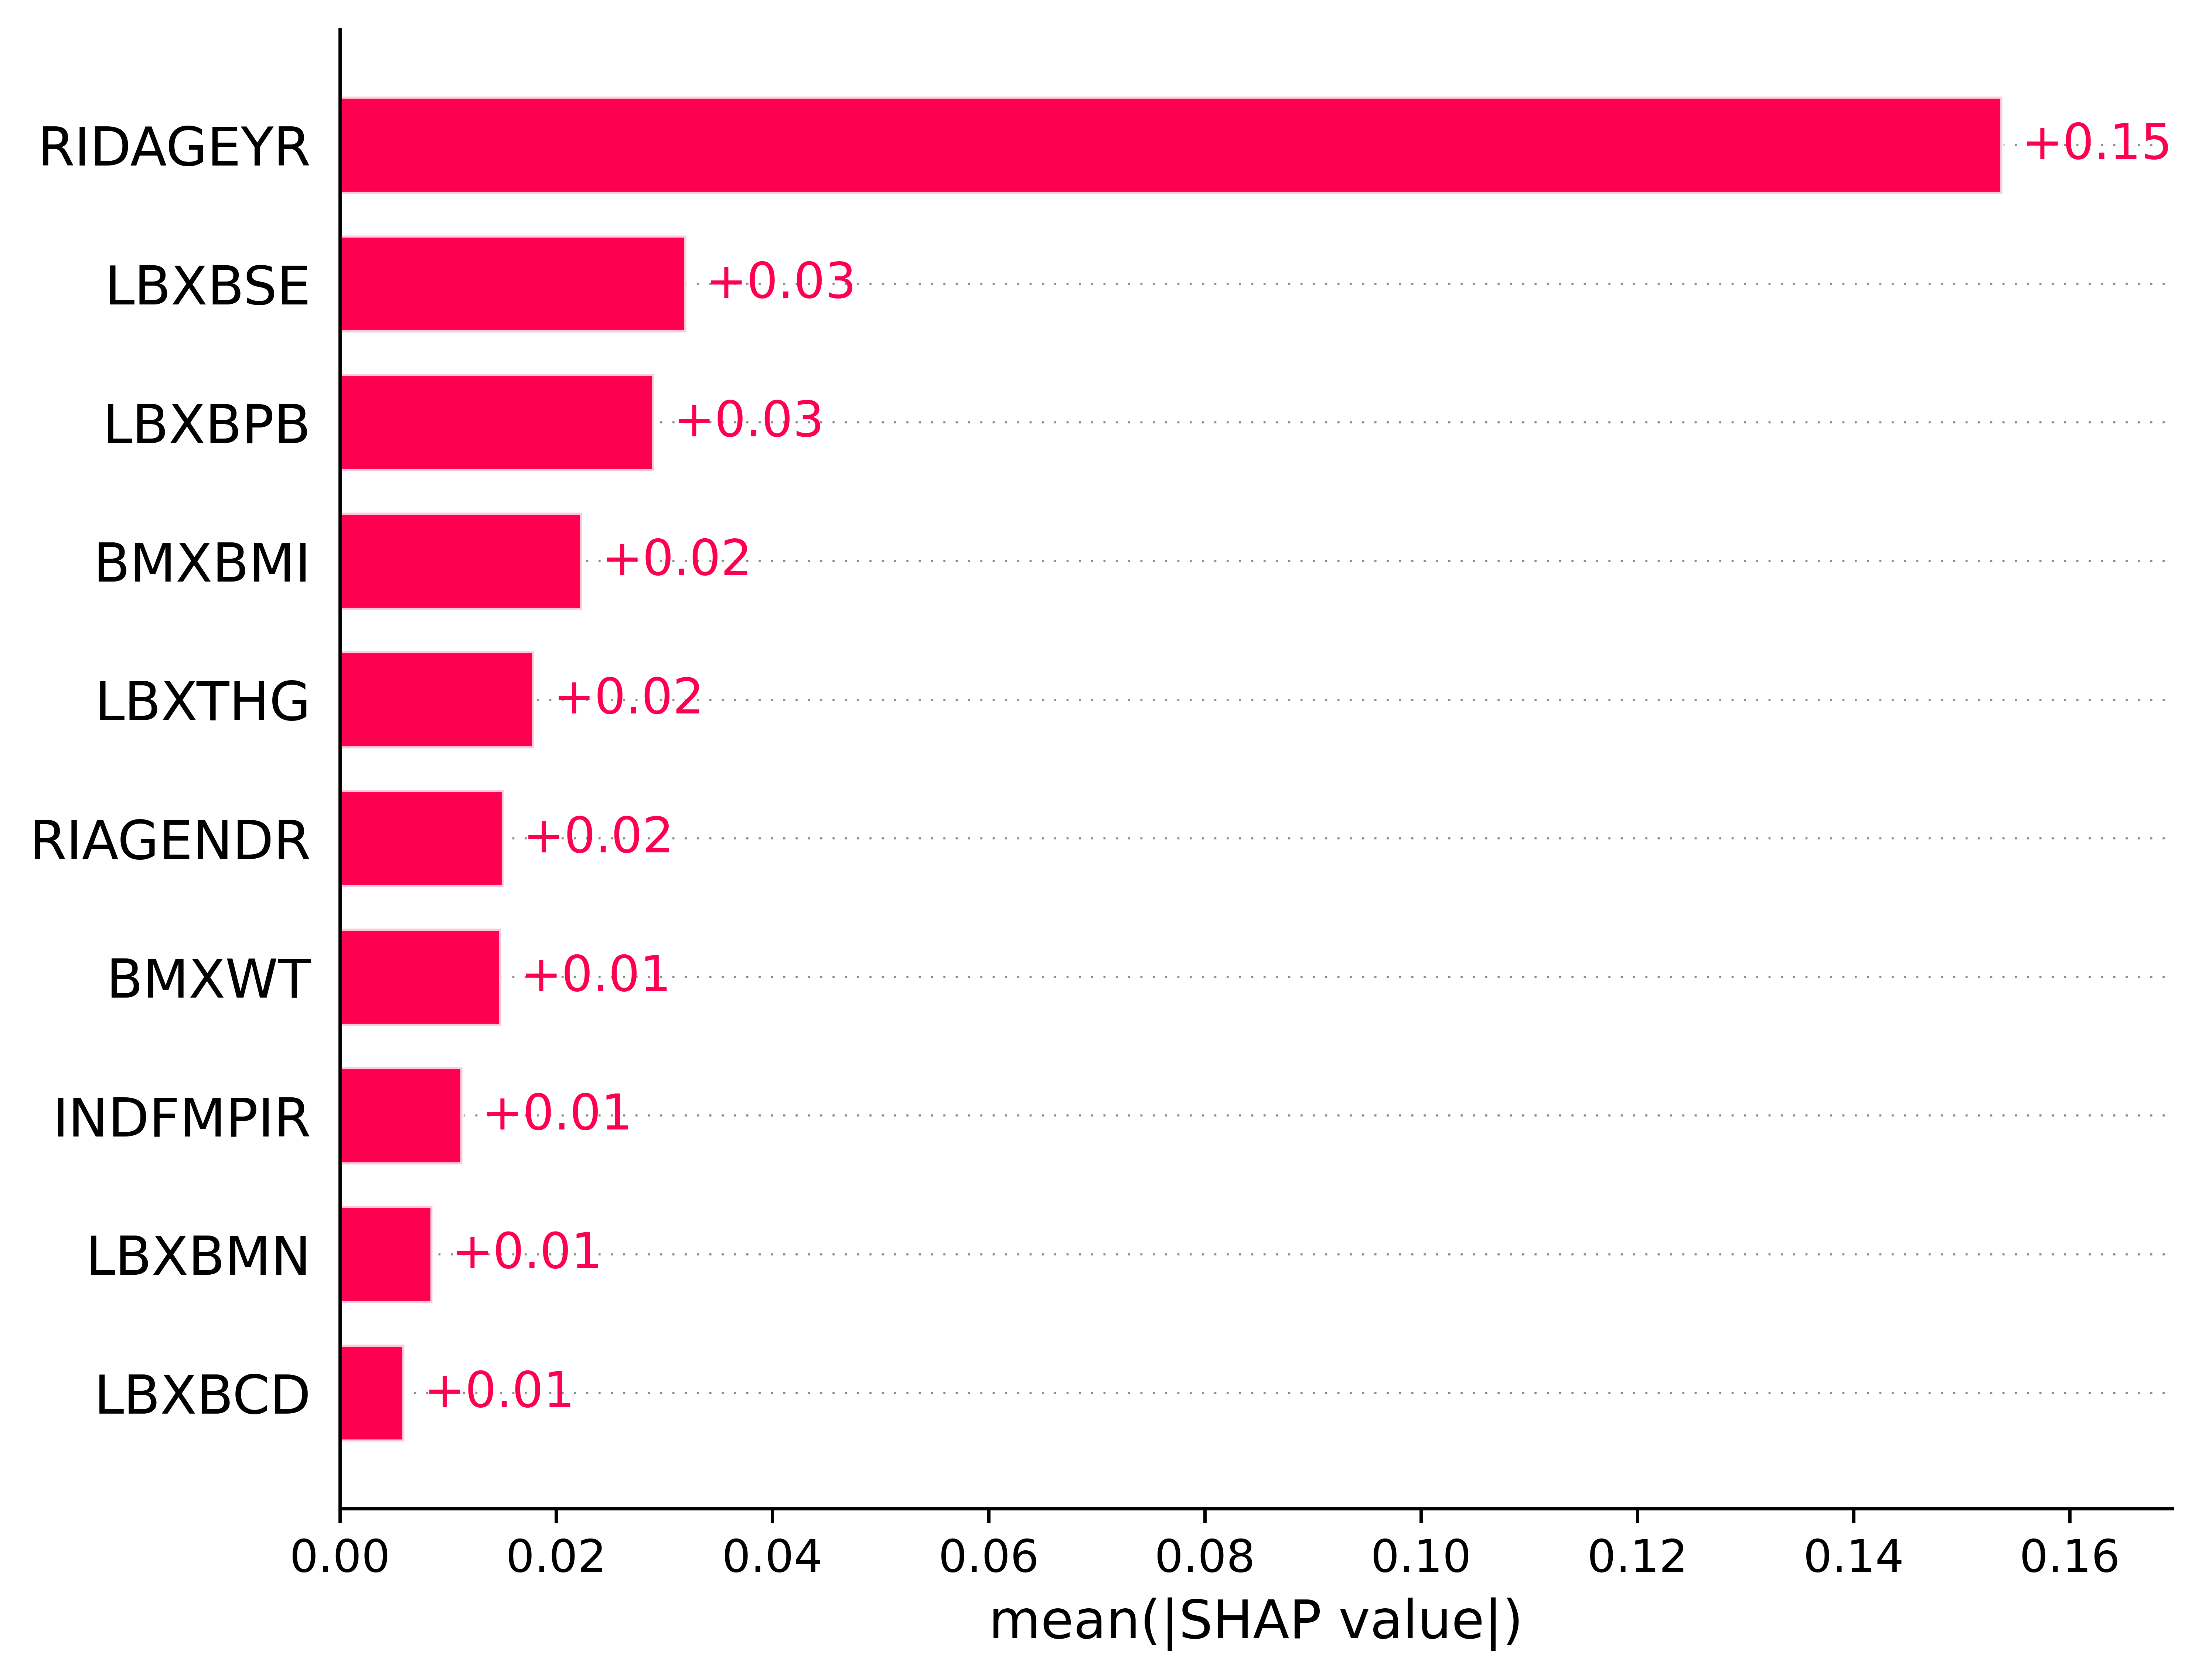 RIDAGEYR +0.15
LBXBSE +0.03
LBXBPB +0.03
BMXBMI +0.02
LBXTHG +0.02
RIAGENDR +0.02
BMXWT +0.01
INDFMPIR +0.01
LBXBMN +0.01
LBXBCD +0.01
0.00 0.02 0.04 0.06 0.08 0.10 0.12 0.14 0.16
mean(|SHAP value|)